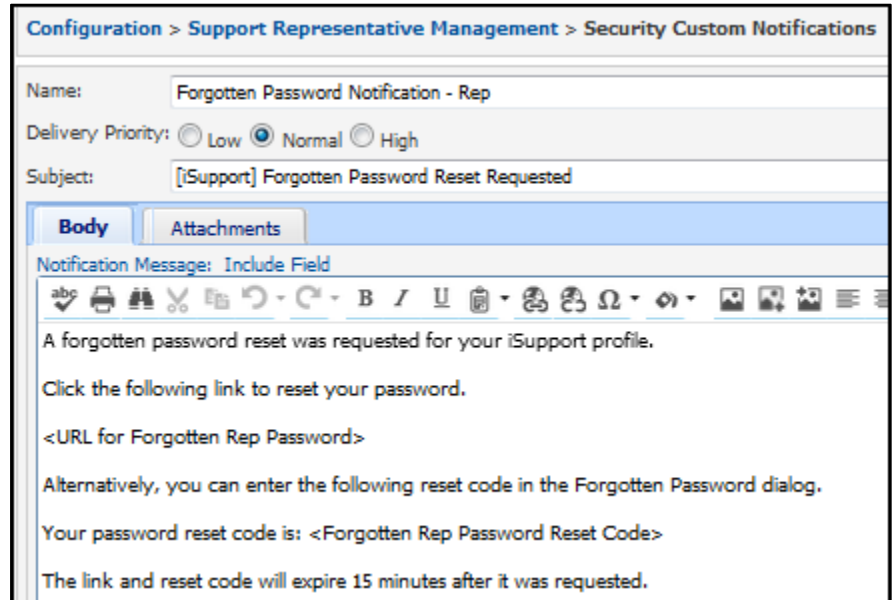 Configuration > Support Representative Management > Security Custom Notifications
Name: Forgotten Password Notification - Rep
Delivery Priority: Low Normal High
Subject: [iSupport] Forgotten Password Reset Requested
Body Attachments
Notification Message: Include Field
abc B I U Ω
A forgotten password reset was requested for your iSupport profile.
Click the following link to reset your password.
<URL for Forgotten Rep Password>
Alternatively, you can enter the following reset code in the Forgotten Password dialog.
Your password reset code is: <Forgotten Rep Password Reset Code>
The link and reset code will expire 15 minutes after it was requested.